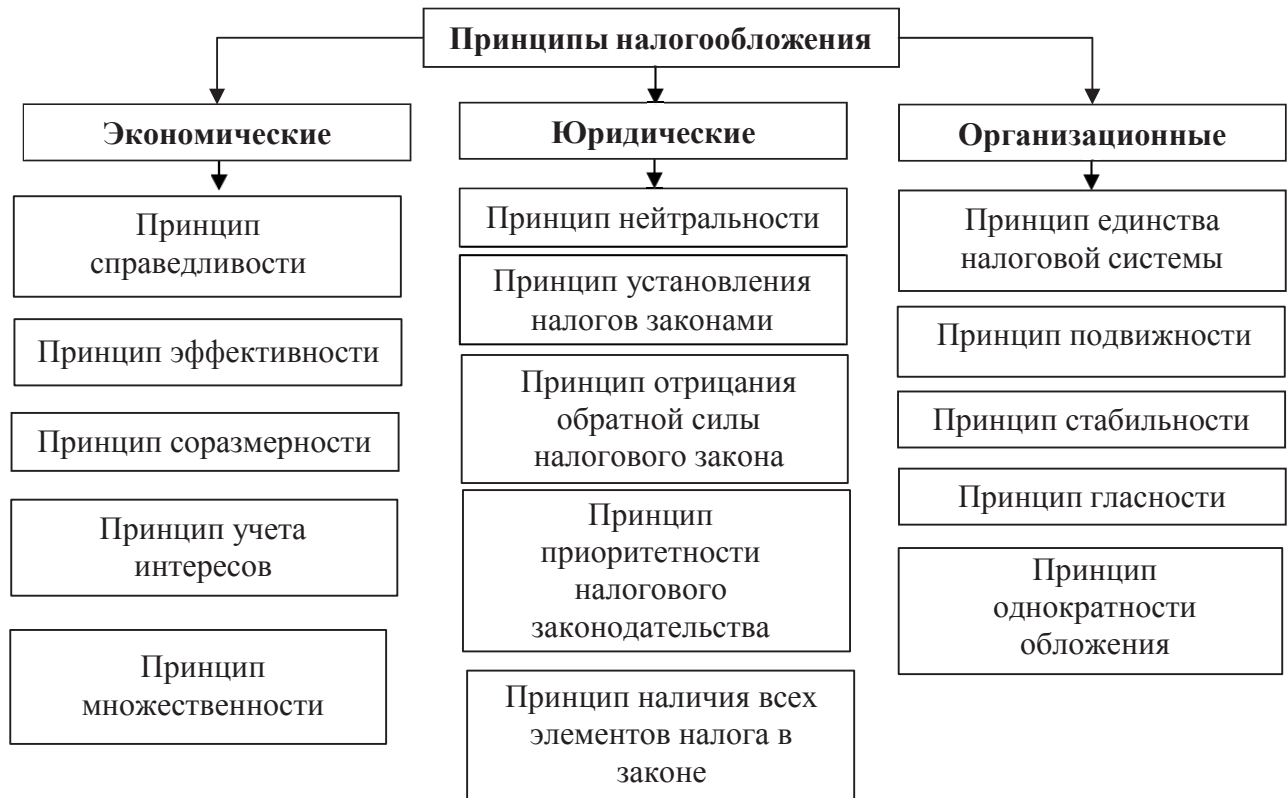 Принципы налогообложения
Экономические
Принцип
справедливости
Принцип эффективности
Принцип соразмерности
Принцип учета
интересов
Принцип
множественности
Юридические
Принцип нейтральности
Принцип установления
налогов законами
Принцип отрицания
обратной силы
налогового закона
Принцип
приоритетности
налогового
законодательства
Принцип наличия всех
элементов налога в
законе
Организационные
Принцип единства
налоговой системы
Принцип подвижности
Принцип стабильности
Принцип гласности
Принцип
однократности
обложения